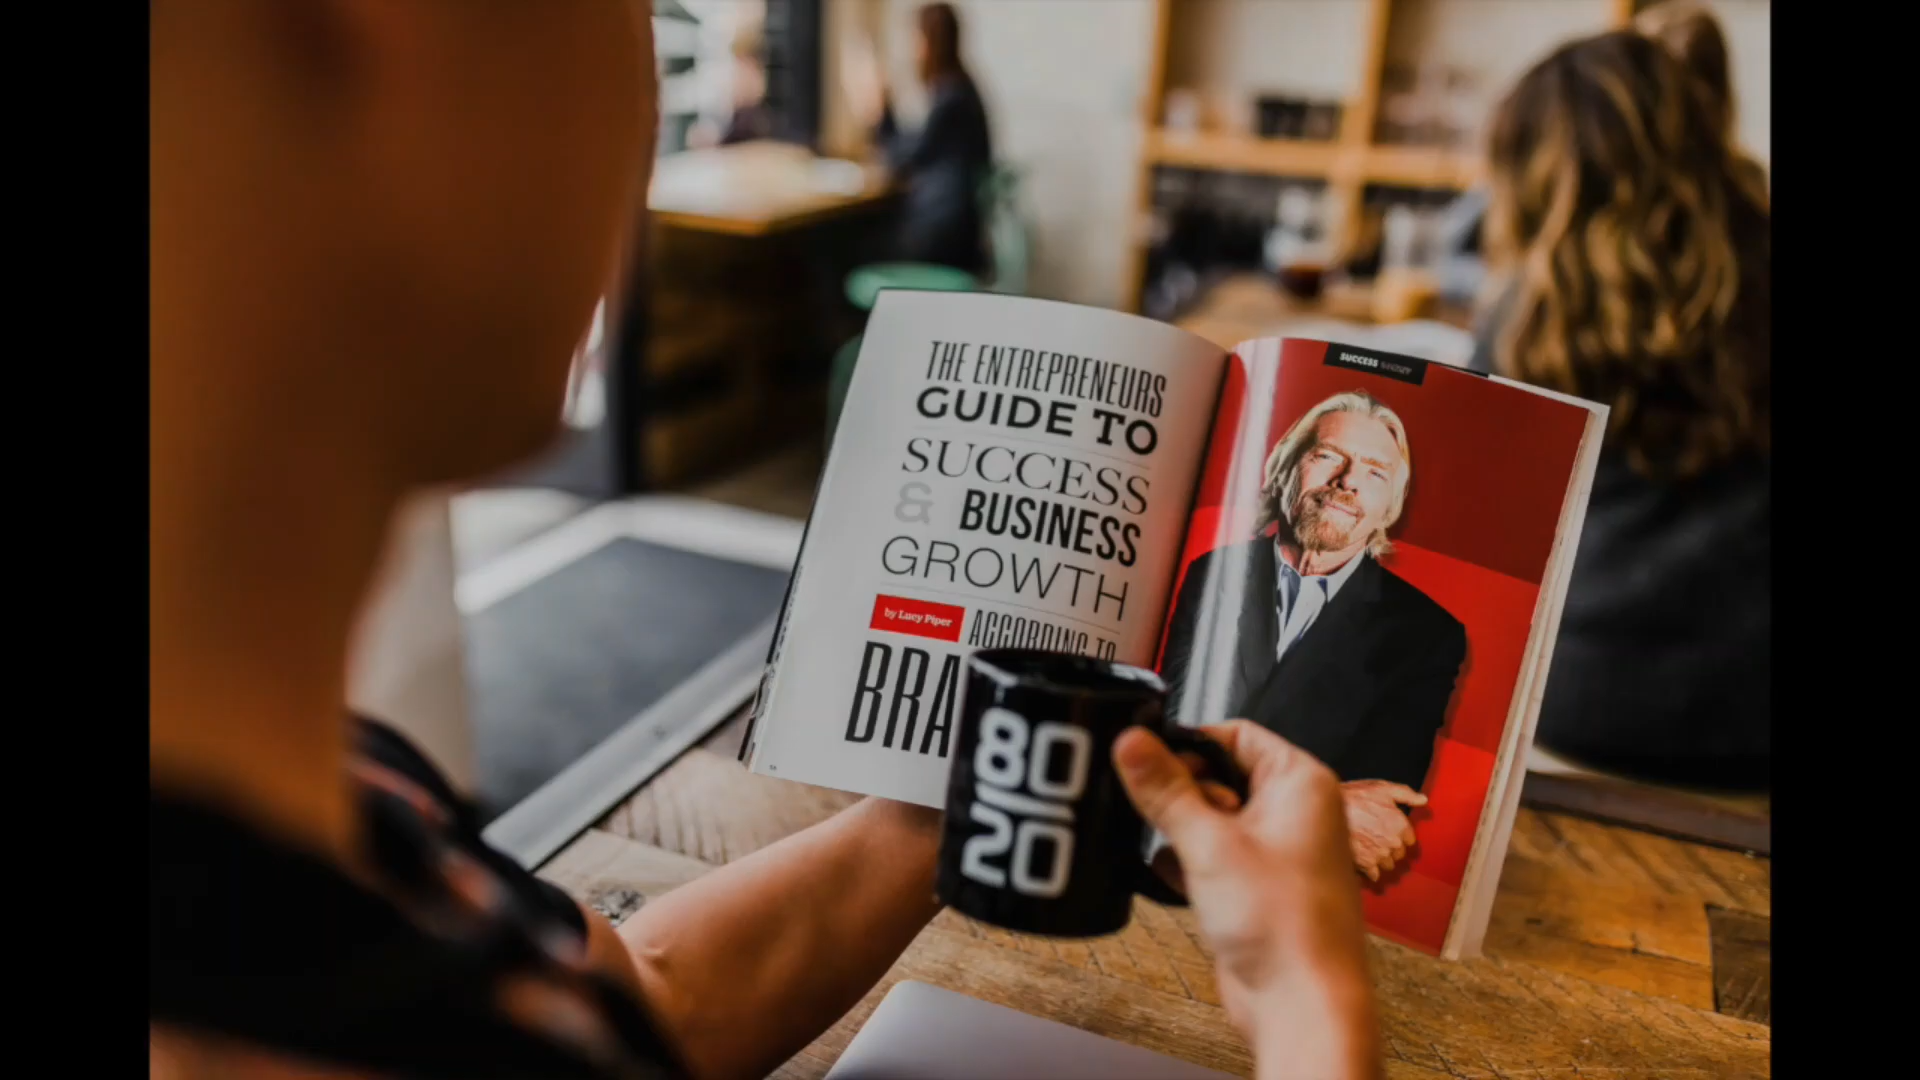 THE ENTREPRENEURS
GUIDE TO
SUCCESS
& BUSINESS
GROWTH
by Lucy Piper
ACCORDING TO
BRA
SUCCESS
80
20